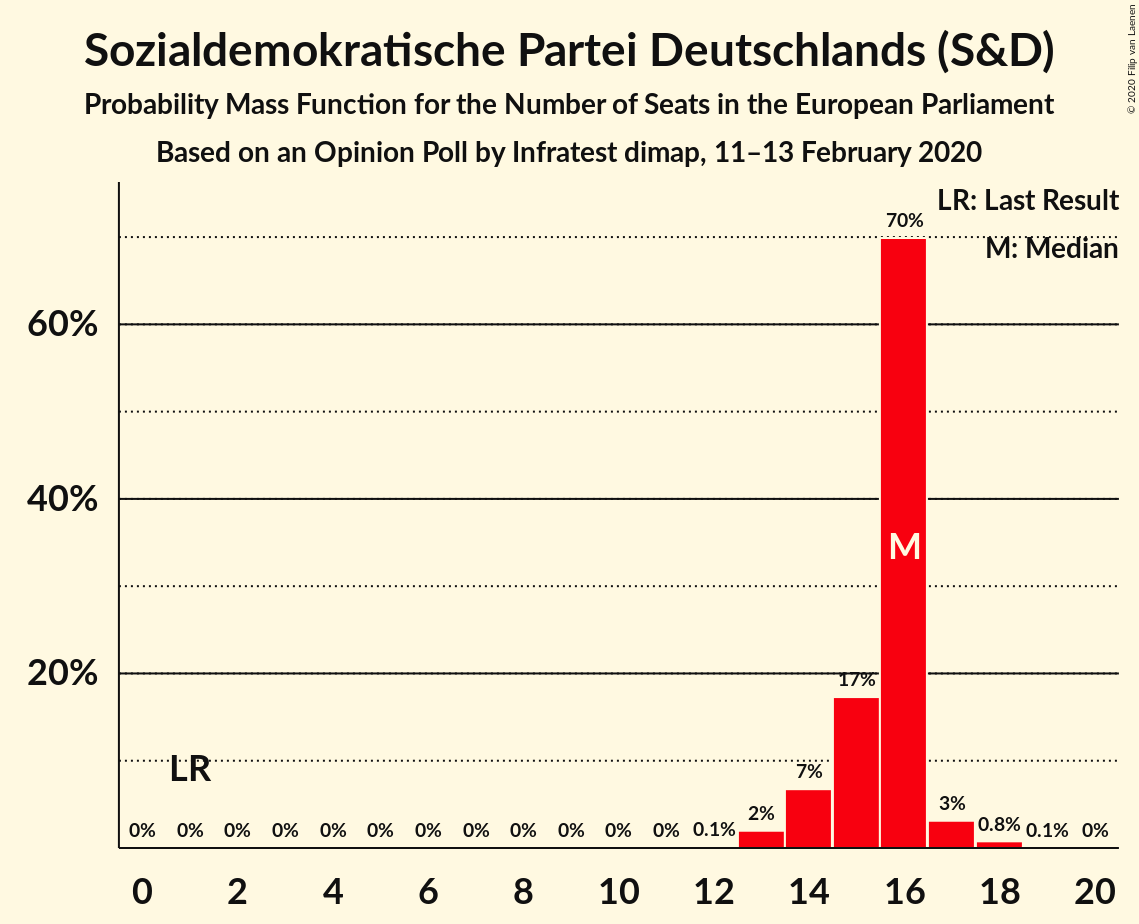 Sozialdemokratische Partei Deutschlands (S&D)
Probability Mass Function for the Number of Seats in the European Parliament
Based on an Opinion Poll by Infratest dimap, 11–13 February 2020
© 2020 Filip van Laenen
LR: Last Result
M: Median
70%
60%
40%
M
20%
17%
LR
7%
2%
3%
0% 0% 0% 0% 0% 0% 0% 0% 0% 0% 0% 0% 0.1% 0.8% 0.1% 0%
0 2 4 6 8 10 12 14 16 18 20